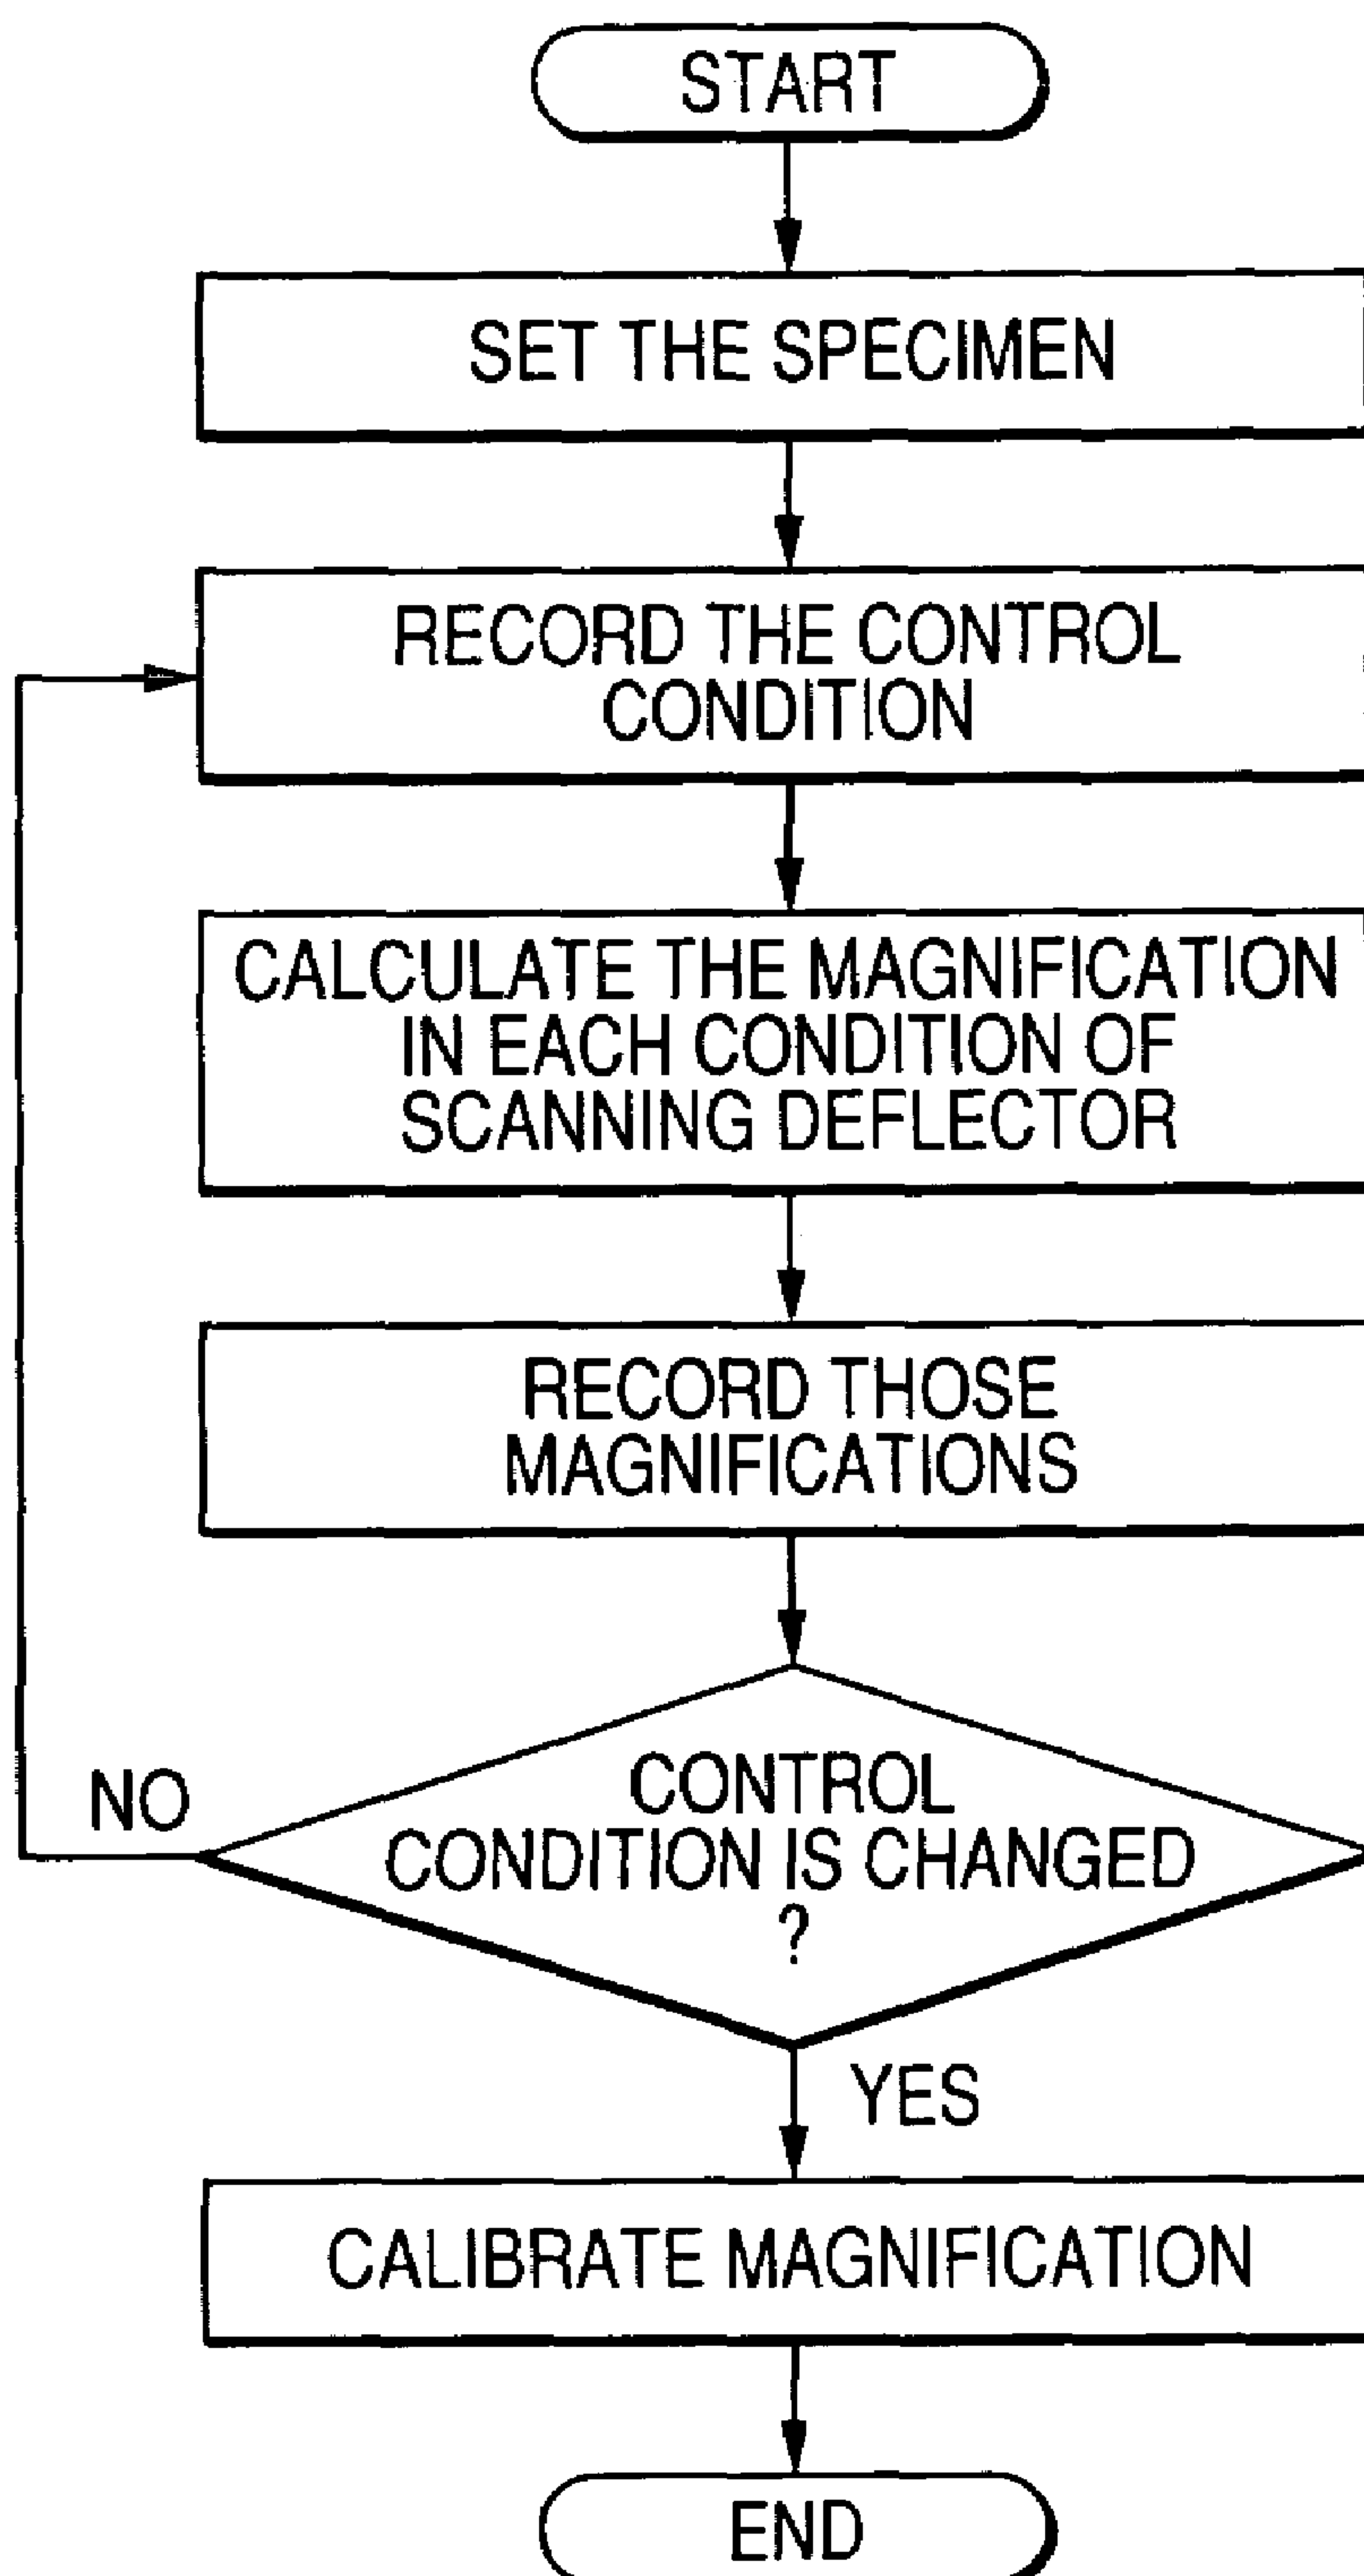 START
SET THE SPECIMEN
RECORD THE CONTROL
CONDITION
CALCULATE THE MAGNIFICATION
IN EACH CONDITION OF
SCANNING DEFLECTOR
RECORD THOSE
MAGNIFICATIONS
CONTROL
NO
CONDITION IS CHANGED
?
YES
CALIBRATE MAGNIFICATION
END